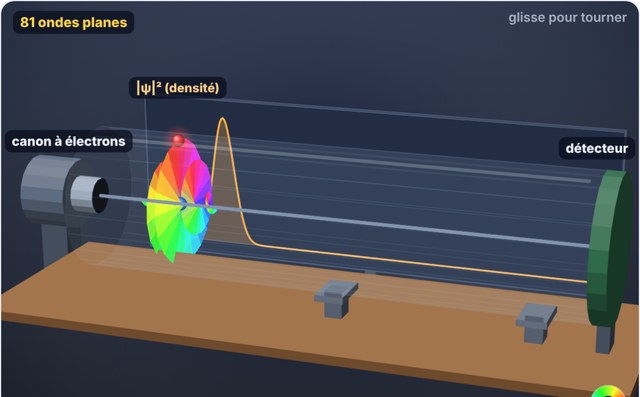 81 ondes planes
glisse pour tourner
|ψ|² (densité)
canon à électrons
détecteur